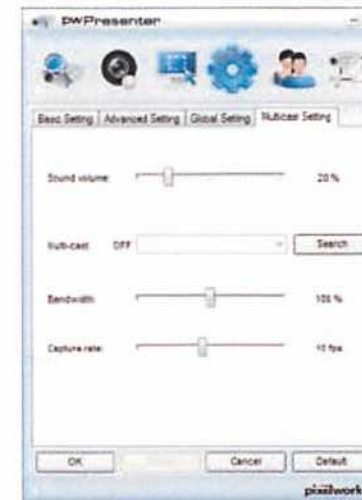 pwPresenter
Basic Setting Advanced Setting Global Setting Multicast Setting
Sound volume: 20 %
Multi-cast OFF Search
Bandwidth: 100 %
Capture rate: 10 fps
OK Cancel Default
pixelwork